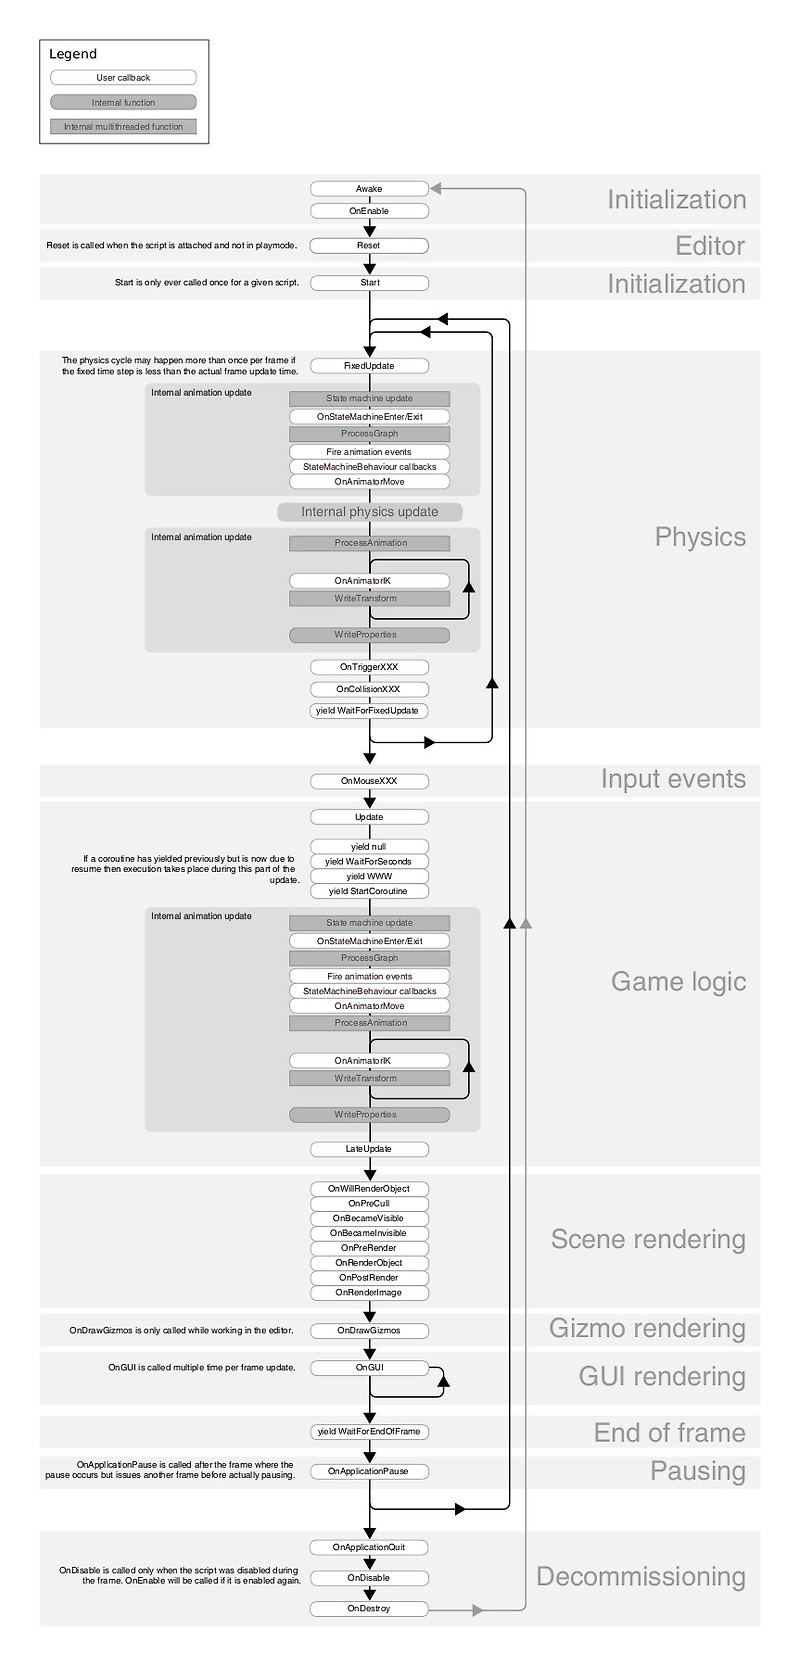 Legend
User callback
Internal function
Internal multithreaded function
Awake
OnEnable
Initialization
Reset is called when the script is attached and not in playmode.
Reset
Editor
Start is only ever called once for a given script.
Start
Initialization
The physics cycle may happen more than once per frame if
the fixed time step is less than the actual frame update time.
FixedUpdate
Internal animation update
State machine update
OnStateMachineEnter/Exit
ProcessGraph
Fire animation events
StateMachineBehaviour callbacks
OnAnimatorMove
Internal physics update
Physics
Internal animation update
ProcessAnimation
OnAnimatorIK
WriteTransform
WriteProperties
OnTriggerXXX
OnCollisionXXX
yield WaitForFixedUpdate
OnMouseXXX
Input events
Update
yield null
If a coroutine has yielded previously but is now due to
resume then execution takes place during this part of the
update.
yield WaitForSeconds
yield WWW
yield StartCoroutine
Internal animation update
State machine update
OnStateMachineEnter/Exit
ProcessGraph
Fire animation events
StateMachineBehaviour callbacks
OnAnimatorMove
ProcessAnimation
Game logic
OnAnimatorIK
WriteTransform
WriteProperties
LateUpdate
OnWillRenderObject
OnPreCull
OnBecameVisible
OnBecameInvisible
OnPreRender
OnRenderObject
OnPostRender
OnRenderImage
Scene rendering
OnDrawGizmos is only called while working in the editor.
OnDrawGizmos
Gizmo rendering
OnGUI is called multiple time per frame update.
OnGUI
GUI rendering
yield WaitForEndOfFrame
End of frame
OnApplicationPause is called after the frame where the
pause occurs but issues another frame before actually pausing.
OnApplicationPause
Pausing
OnApplicationQuit
OnDisable is called only when the script was disabled during
the frame. OnEnable will be called if it is enabled again.
OnDisable
Decommissioning
OnDestroy